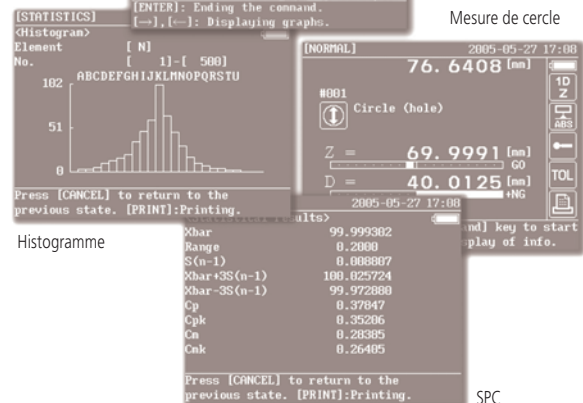 [ENTER]: Ending the command.
[→],[←]: Displaying graphs.
Mesure de cercle
[STATISTICS]
<Histogram>
Element [ N]
No. [ 1]-[ 500]
ABCDEFGHIJKLMNOPQRSTU
102
51
0
Press [CANCEL] to return to the
previous state. [PRINT]:Printing.
Histogramme
[NORMAL] 2005-05-27 17:08
76.6408 [mm]
#001
Circle (hole)
Z = 69.9991 [mm]
GO
D = 40.0125 [mm]
+NG
1D
Z
ABS
TOL
and] key to start
splay of info.
2005-05-27 17:08
ults>
Xbar 99.999302
Range 0.2000
S(n-1) 0.008807
Xbar+3S(n-1) 100.025724
Xbar-3S(n-1) 99.972880
Cp 0.37847
Cpk 0.35206
Cm 0.28385
Cmk 0.26405
Press [CANCEL] to return to the
previous state. [PRINT]:Printing.
SPC